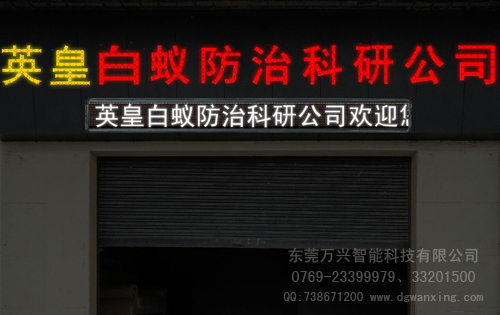 英皇白蚁防治科研公司
英皇白蚁防治科研公司欢迎您
东莞万兴智能科技有限公司
0769-23399979、33201500
QQ:738671200 www.dgwanxing.com